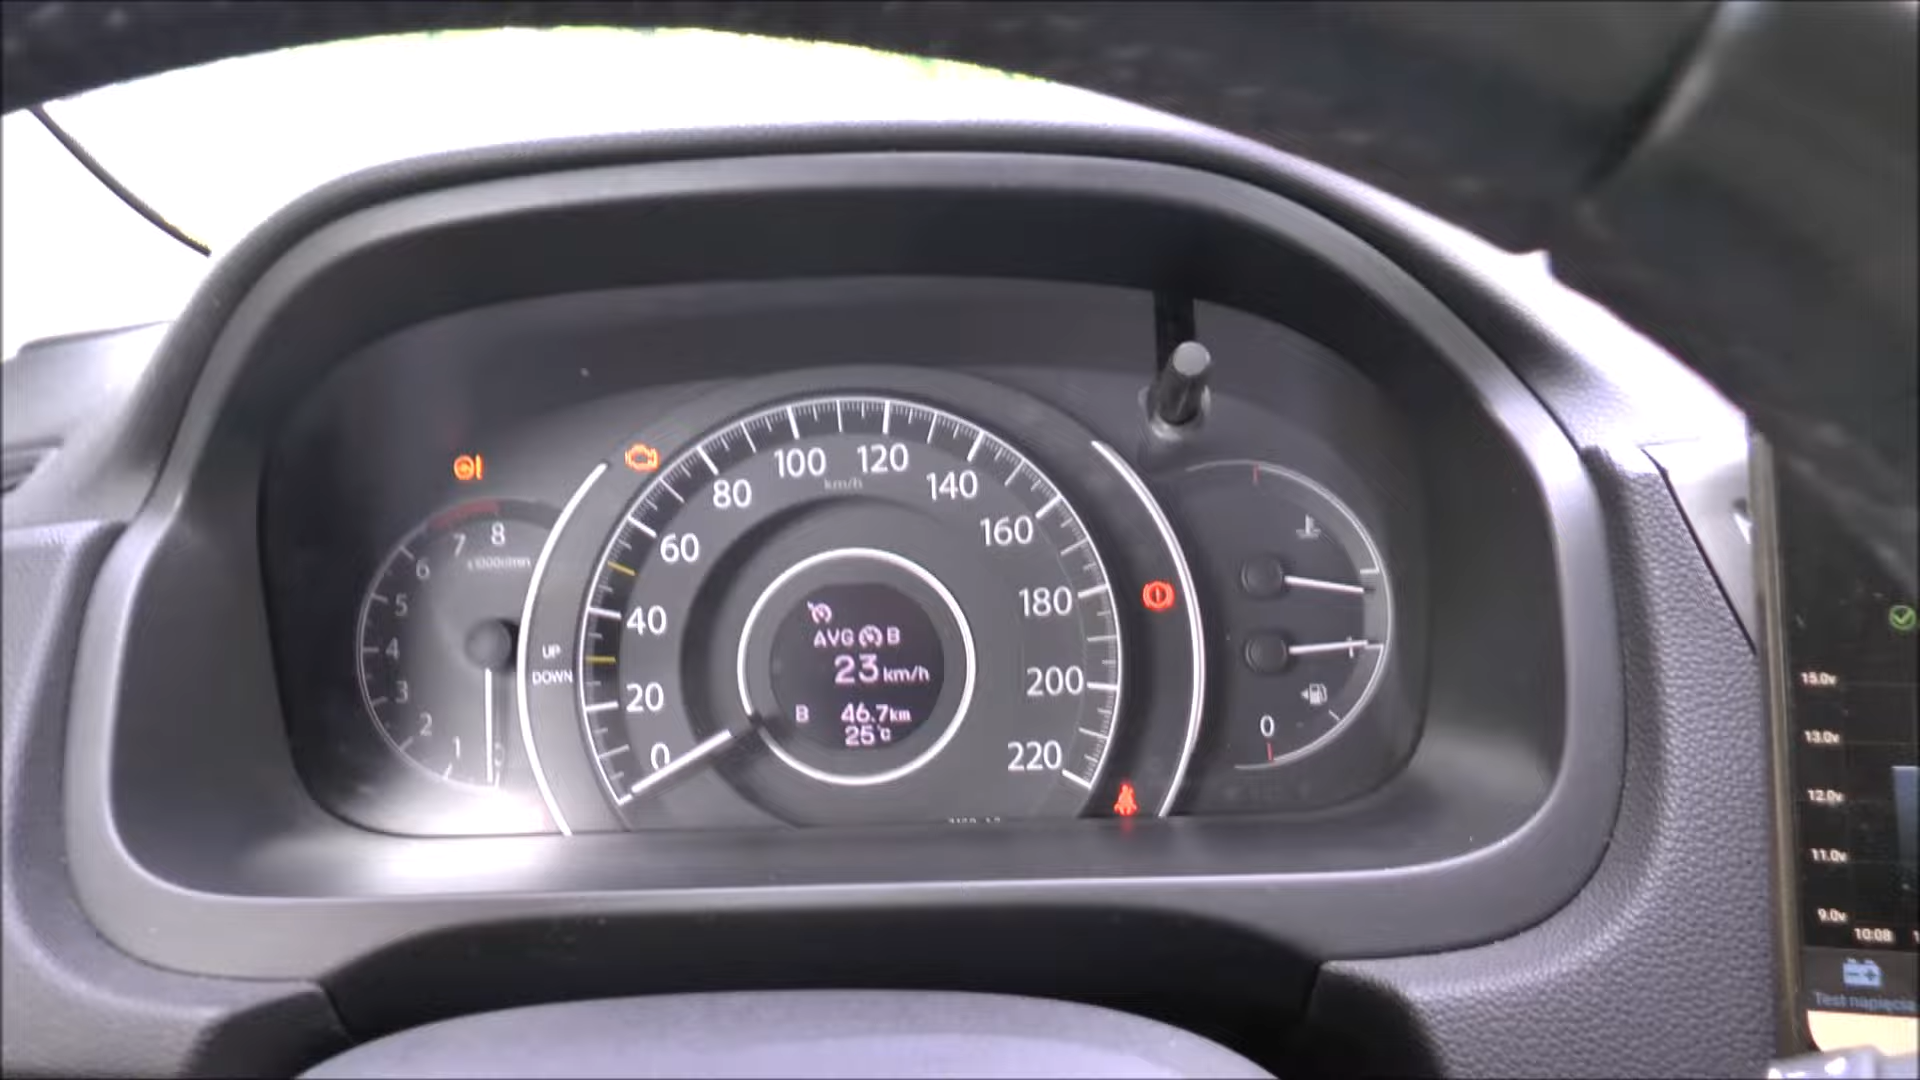 8
7
x1000r/min
6
5
4
3
2
1
0
UP
DOWN
100 120
km/h
80 140
60 160
40 180
20 200
0 220
AVG B
23 km/h
B 46.7km
25°C
0
15.0v
13.0v
12.0v
11.0v
9.0v
10:08
Test napięcia